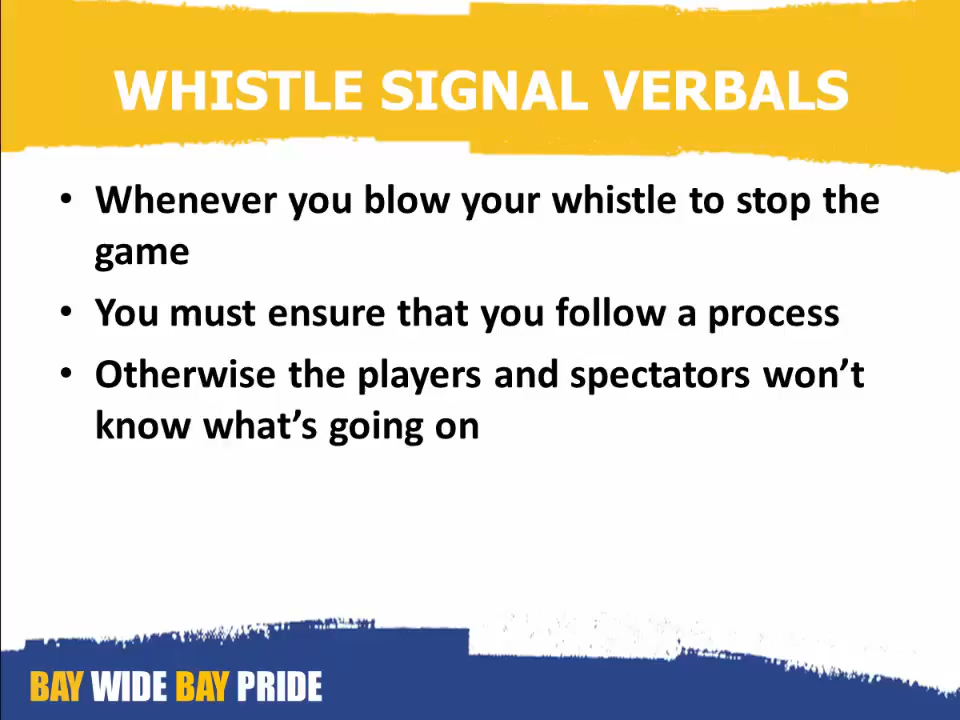 WHISTLE SIGNAL VERBALS
• Whenever you blow your whistle to stop the
game
• You must ensure that you follow a process
• Otherwise the players and spectators won’t
know what’s going on
BAY WIDE BAY PRIDE